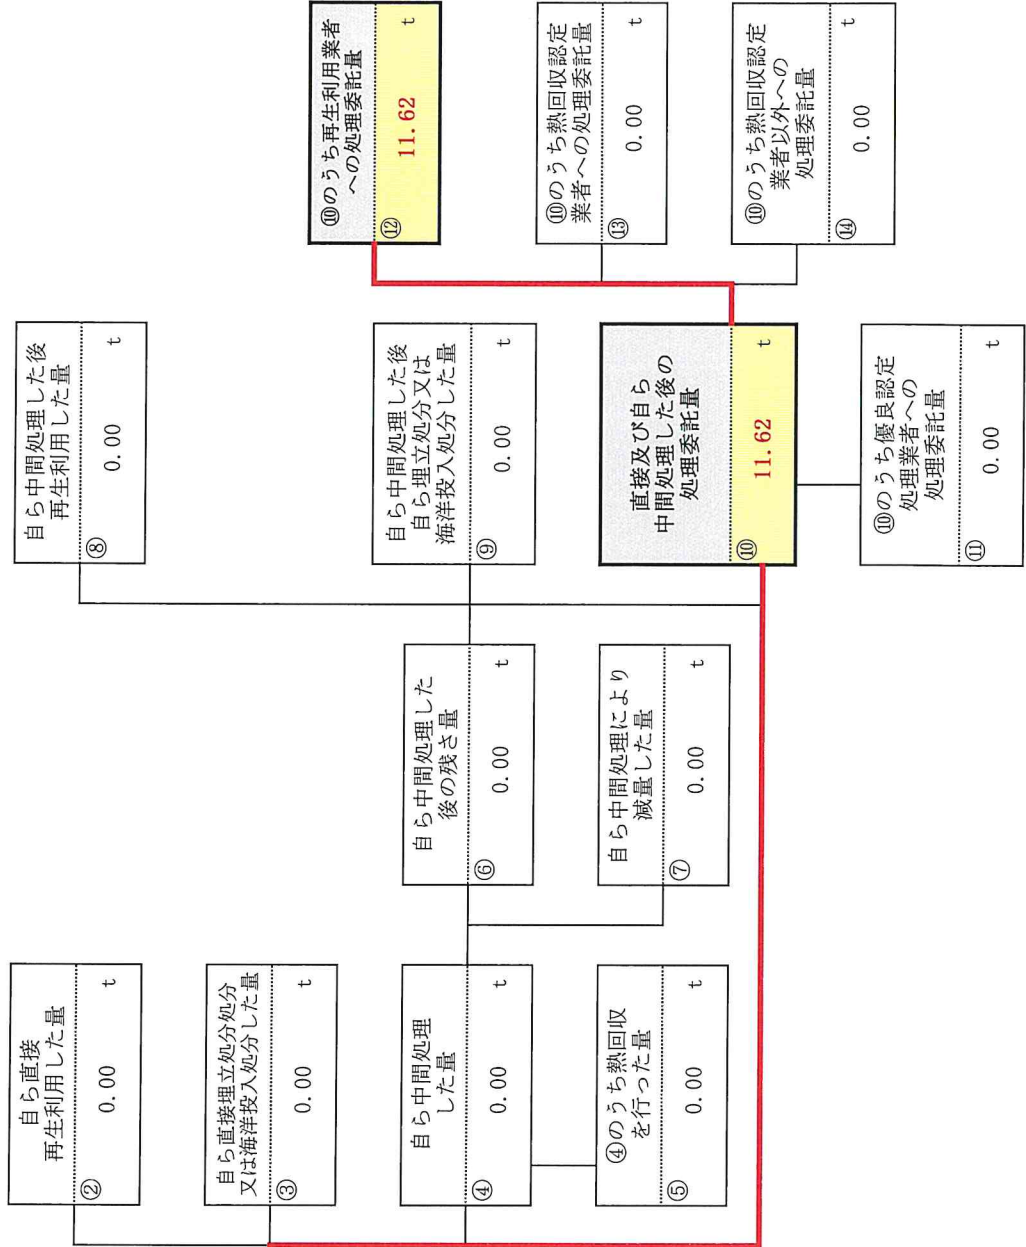 自ら直接
再生利用した量
② 0.00 t
自ら直接埋立処分処分
又は海洋投入処分した量
③ 0.00 t
自ら中間処理
した量
④ 0.00 t
④のうち熱回収
を行った量
⑤ 0.00 t
自ら中間処理した
後の残さ量
⑥ 0.00 t
自ら中間処理により
減量した量
⑦ 0.00 t
自ら中間処理した後
再生利用した量
⑧ 0.00 t
自ら中間処理した後
自ら埋立処分又は
海洋投入処分した量
⑨ 0.00 t
直接及び自ら
中間処理した後の
処理委託量
⑩ 11.62 t
⑩のうち優良認定
処理業者への
処理委託量
⑪ 0.00 t
⑩のうち再生利用業者
への処理委託量
⑫ 11.62 t
⑩のうち熱回収認定
業者への処理委託量
⑬ 0.00 t
⑩のうち熱回収認定
業者以外への
処理委託量
⑭ 0.00 t